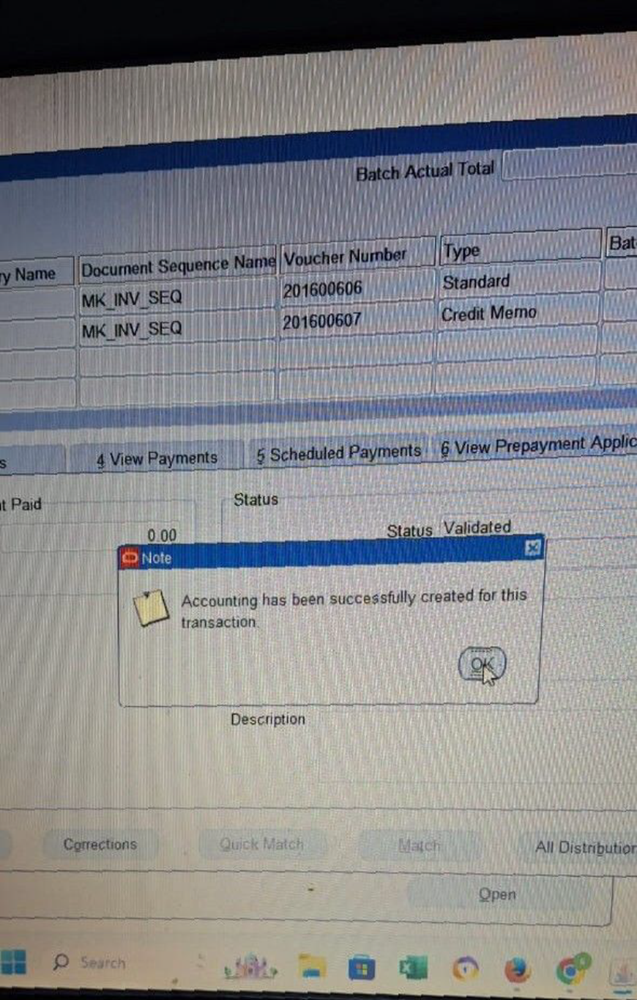 Batch Actual Total
ry Name Document Sequence Name Voucher Number Type Bat
MK_INV_SEQ 201600606 Standard
MK_INV_SEQ 201600607 Credit Memo
s 4 View Payments 5 Scheduled Payments 6 View Prepayment Applic
t Paid Status
0.00 Status Validated
Note
Accounting has been successfully created for this
transaction.
OK
Description
Corrections Quick Match Match All Distribution
Open
Search